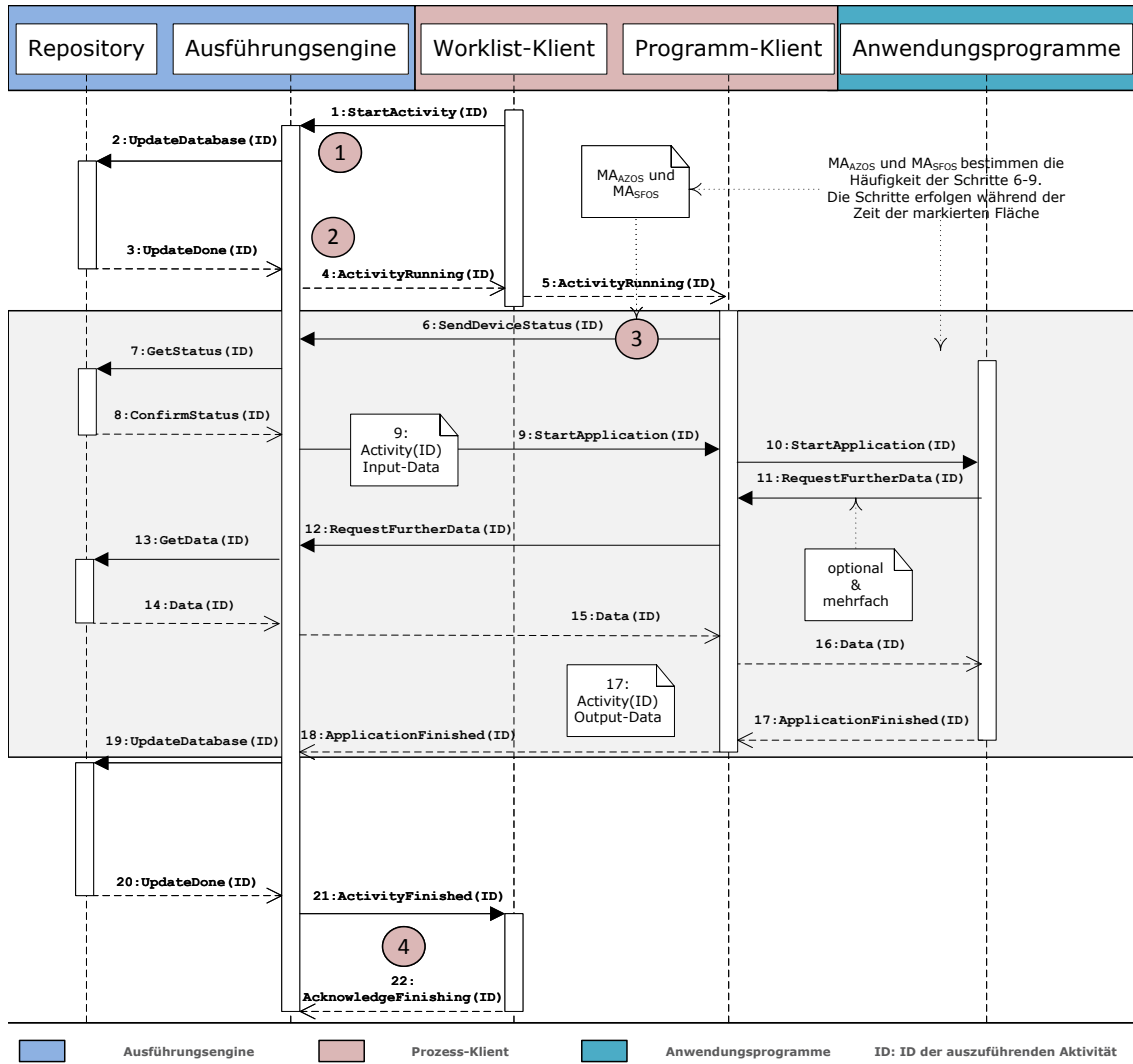 Repository
Ausführungsengine
Worklist-Klient
Programm-Klient
Anwendungsprogramme
1:StartActivity(ID)
2:UpdateDatabase(ID)
1
MA_AZOS und
MA_SFOS
MA_AZOS und MA_SFOS bestimmen die
Häufigkeit der Schritte 6-9.
Die Schritte erfolgen während der
Zeit der markierten Fläche
2
3:UpdateDone(ID)
4:ActivityRunning(ID)
5:ActivityRunning(ID)
6:SendDeviceStatus(ID)
3
7:GetStatus(ID)
8:ConfirmStatus(ID)
9:
Activity(ID)
Input-Data
9:StartApplication(ID)
10:StartApplication(ID)
11:RequestFurtherData(ID)
12:RequestFurtherData(ID)
13:GetData(ID)
optional
&
mehrfach
14:Data(ID)
15:Data(ID)
16:Data(ID)
17:
Activity(ID)
Output-Data
17:ApplicationFinished(ID)
18:ApplicationFinished(ID)
19:UpdateDatabase(ID)
20:UpdateDone(ID)
21:ActivityFinished(ID)
4
22:
AcknowledgeFinishing(ID)
Ausführungsengine
Prozess-Klient
Anwendungsprogramme
ID: ID der auszuführenden Aktivität